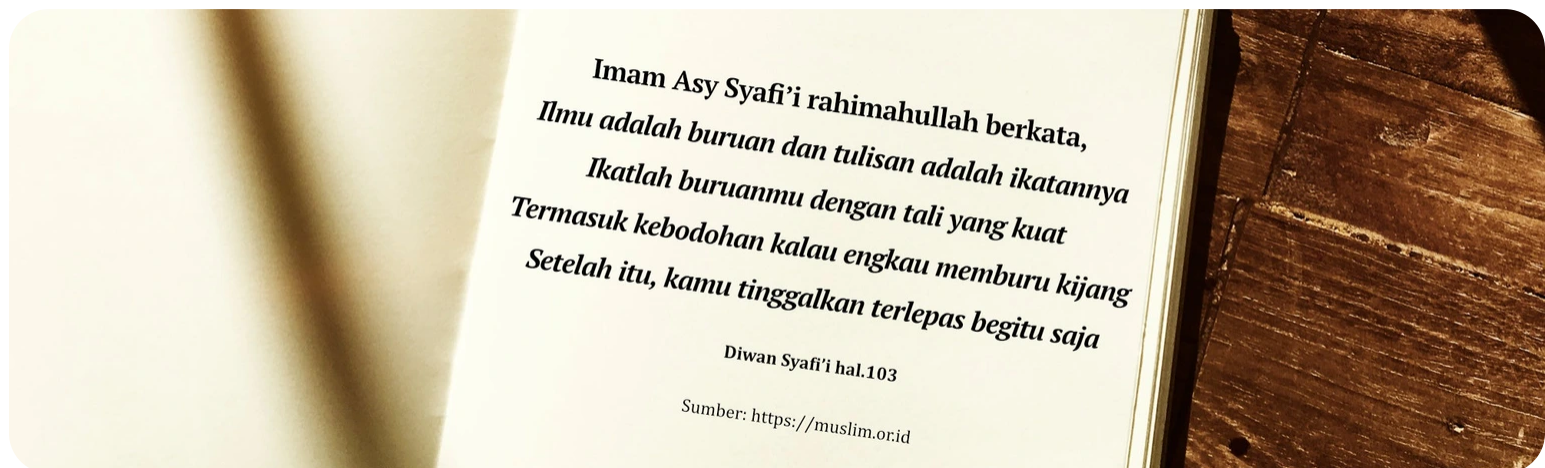 Imam Asy Syafi’i rahimahullah berkata,
Ilmu adalah buruan dan tulisan adalah ikatannya
Ikatlah buruanmu dengan tali yang kuat
Termasuk kebodohan kalau engkau memburu kijang
Setelah itu, kamu tinggalkan terlepas begitu saja
Diwan Syafi’i hal.103
Sumber: https://muslim.or.id